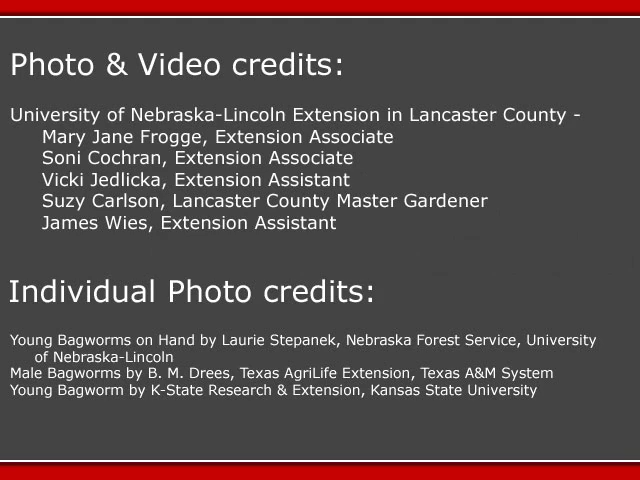 Photo & Video credits:
University of Nebraska-Lincoln Extension in Lancaster County -
Mary Jane Frogge, Extension Associate
Soni Cochran, Extension Associate
Vicki Jedlicka, Extension Assistant
Suzy Carlson, Lancaster County Master Gardener
James Wies, Extension Assistant
Individual Photo credits:
Young Bagworms on Hand by Laurie Stepanek, Nebraska Forest Service, University
of Nebraska-Lincoln
Male Bagworms by B. M. Drees, Texas AgriLife Extension, Texas A&M System
Young Bagworm by K-State Research & Extension, Kansas State University